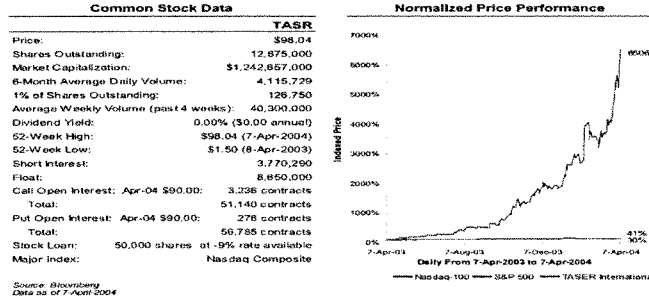 Common Stock Data
TASR
Price: $98.04
Shares Outstanding: 12,675,000
Market Capitalization: $1,242,657,000
6-Month Average Daily Volume: 4,115,729
1% of Shares Outstanding: 126,750
Average Weekly Volume (past 4 weeks): 40,300,000
Dividend Yield: 0.00% ($0.00 annual)
52-Week High: $98.04 (7-Apr-2004)
52-Week Low: $1.50 (8-Apr-2003)
Short Interest: 3,770,290
Float: 8,650,000
Call Open Interest: Apr-04 $90.00: 3,236 contracts
Total: 51,140 contracts
Put Open Interest: Apr-04 $90.00: 276 contracts
Total: 56,785 contracts
Stock Loan: 50,000 shares at -9% rate available
Major index: Nasdaq Composite
Source: Bloomberg
Data as of 7-April-2004
Normalized Price Performance
Indexed Price
7000%
6000%
5000%
4000%
3000%
2000%
1000%
0%
6506
41%
30%
7-Apr-03 7-Aug-03 7-Dec-03 7-Apr-04
Daily From 7-Apr-2003 to 7-Apr-2004
Nasdaq-100 S&P 500 TASER Internationa